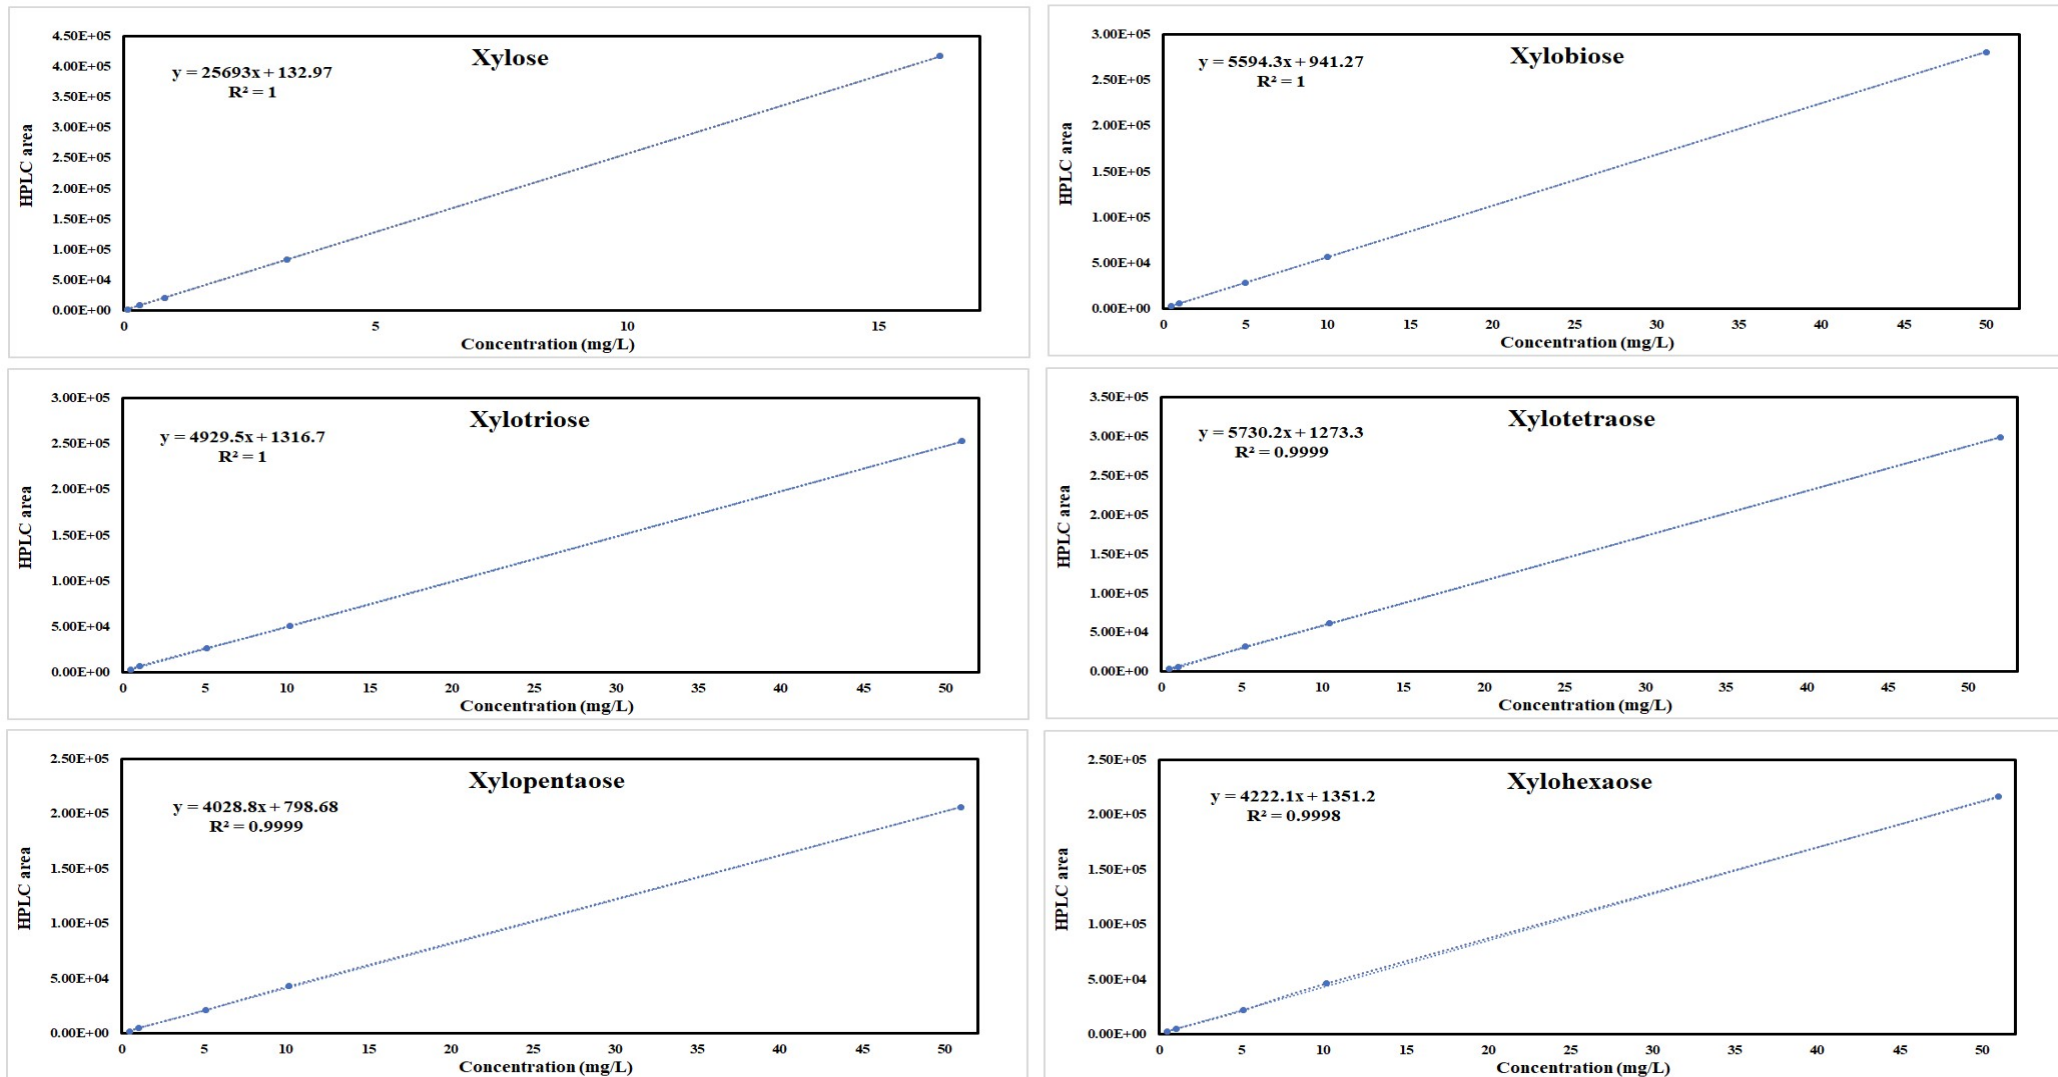 Xylose
y = 25693x + 132.97
R² = 1
HPLC area
4.50E+05
4.00E+05
3.50E+05
3.00E+05
2.50E+05
2.00E+05
1.50E+05
1.00E+05
5.00E+04
0.00E+00
0 5 10 15
Concentration (mg/L)
Xylobiose
y = 5594.3x + 941.27
R² = 1
HPLC area
3.00E+05
2.50E+05
2.00E+05
1.50E+05
1.00E+05
5.00E+04
0.00E+00
0 5 10 15 20 25 30 35 40 45 50
Concentration (mg/L)
Xylotriose
y = 4929.5x + 1316.7
R² = 1
HPLC area
3.00E+05
2.50E+05
2.00E+05
1.50E+05
1.00E+05
5.00E+04
0.00E+00
0 5 10 15 20 25 30 35 40 45 50
Concentration (mg/L)
Xylotetraose
y = 5730.2x + 1273.3
R² = 0.9999
HPLC area
3.50E+05
3.00E+05
2.50E+05
2.00E+05
1.50E+05
1.00E+05
5.00E+04
0.00E+00
0 5 10 15 20 25 30 35 40 45 50
Concentration (mg/L)
Xylopentaose
y = 4028.8x + 798.68
R² = 0.9999
HPLC area
2.50E+05
2.00E+05
1.50E+05
1.00E+05
5.00E+04
0.00E+00
0 5 10 15 20 25 30 35 40 45 50
Concentration (mg/L)
Xylohexaose
y = 4222.1x + 1351.2
R² = 0.9998
HPLC area
2.50E+05
2.00E+05
1.50E+05
1.00E+05
5.00E+04
0.00E+00
0 5 10 15 20 25 30 35 40 45 50
Concentration (mg/L)